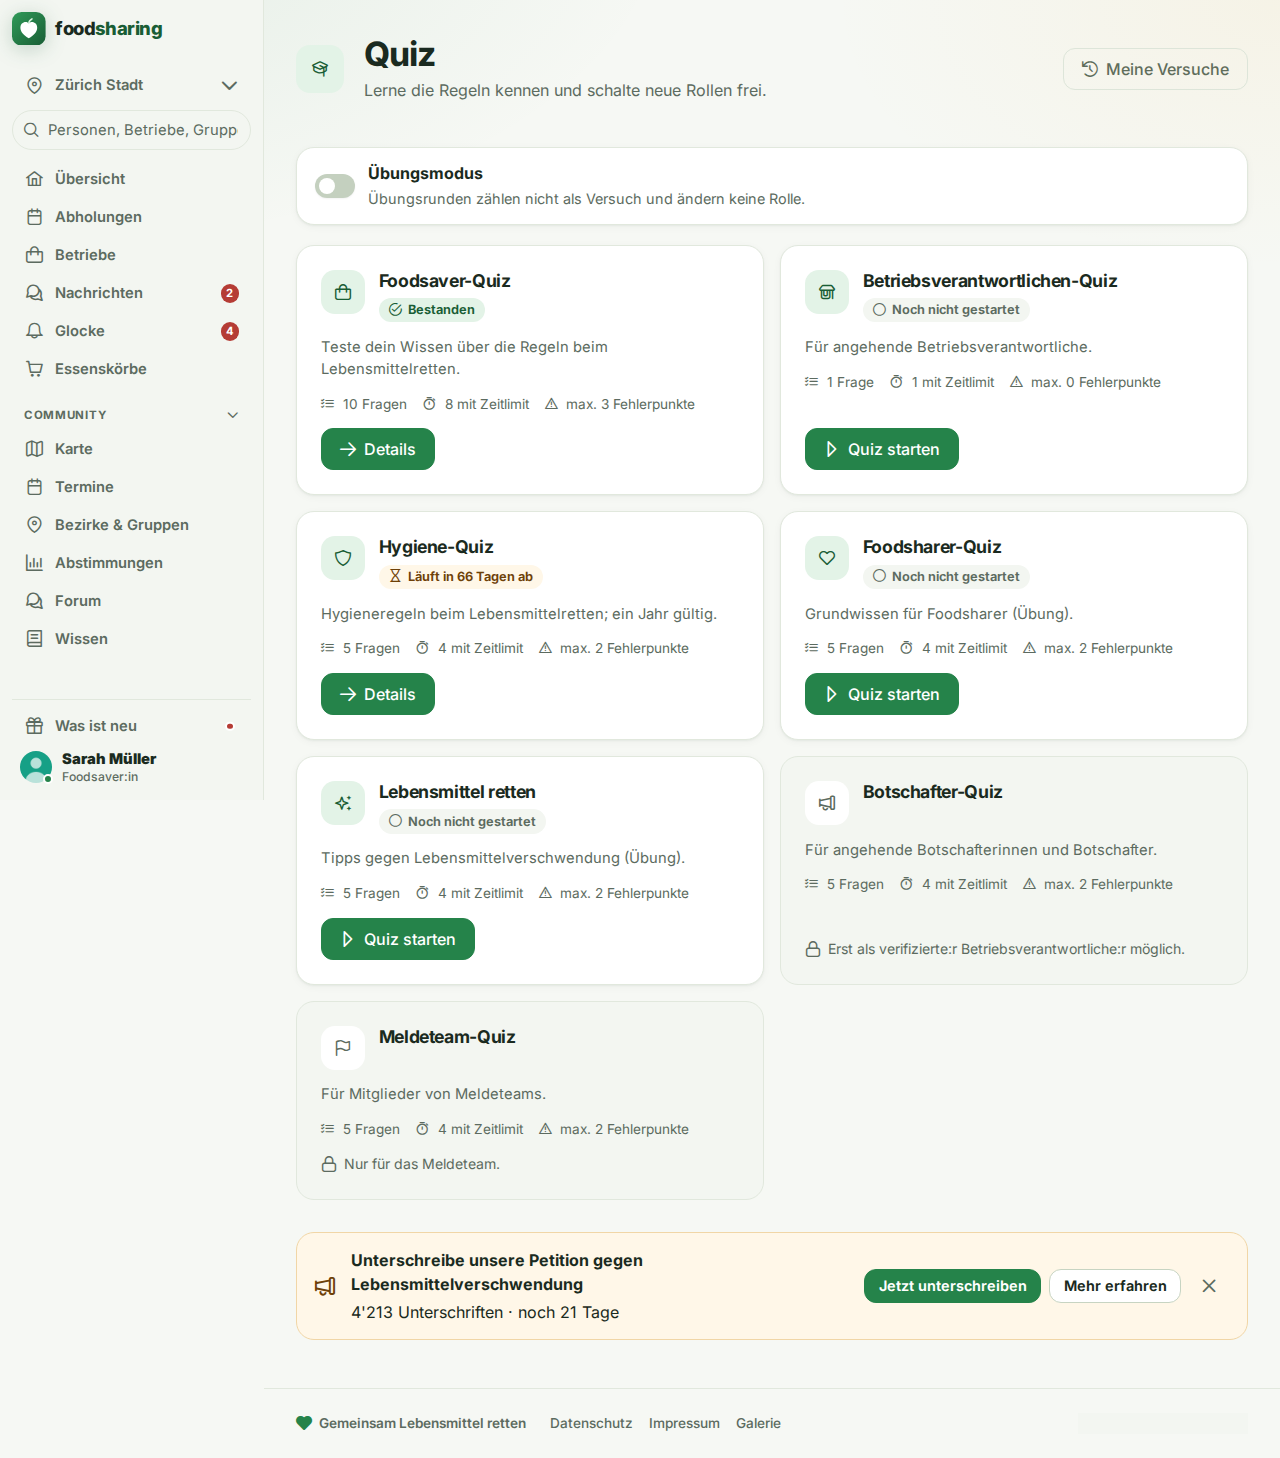 foodsharing
Zürich Stadt
Personen, Betriebe, Grupp
Übersicht
Abholungen
Betriebe
Nachrichten 2
Glocke 4
Essenskörbe
COMMUNITY
Karte
Termine
Bezirke & Gruppen
Abstimmungen
Forum
Wissen
Was ist neu
Sarah Müller
Foodsaver:in
Quiz
Lerne die Regeln kennen und schalte neue Rollen frei.
Meine Versuche
Übungsmodus
Übungsrunden zählen nicht als Versuch und ändern keine Rolle.
Foodsaver-Quiz
Bestanden
Teste dein Wissen über die Regeln beim
Lebensmittelretten.
10 Fragen 8 mit Zeitlimit max. 3 Fehlerpunkte
Details
Betriebsverantwortlichen-Quiz
Noch nicht gestartet
Für angehende Betriebsverantwortliche.
1 Frage 1 mit Zeitlimit max. 0 Fehlerpunkte
Quiz starten
Hygiene-Quiz
Läuft in 66 Tagen ab
Hygieneregeln beim Lebensmittelretten; ein Jahr gültig.
5 Fragen 4 mit Zeitlimit max. 2 Fehlerpunkte
Details
Foodsharer-Quiz
Noch nicht gestartet
Grundwissen für Foodsharer (Übung).
5 Fragen 4 mit Zeitlimit max. 2 Fehlerpunkte
Quiz starten
Lebensmittel retten
Noch nicht gestartet
Tipps gegen Lebensmittelverschwendung (Übung).
5 Fragen 4 mit Zeitlimit max. 2 Fehlerpunkte
Quiz starten
Botschafter-Quiz
Für angehende Botschafterinnen und Botschafter.
5 Fragen 4 mit Zeitlimit max. 2 Fehlerpunkte
Erst als verifizierte:r Betriebsverantwortliche:r möglich.
Meldeteam-Quiz
Für Mitglieder von Meldeteams.
5 Fragen 4 mit Zeitlimit max. 2 Fehlerpunkte
Nur für das Meldeteam.
Unterschreibe unsere Petition gegen
Lebensmittelverschwendung
4'213 Unterschriften · noch 21 Tage
Jetzt unterschreiben
Mehr erfahren
Gemeinsam Lebensmittel retten Datenschutz Impressum Galerie